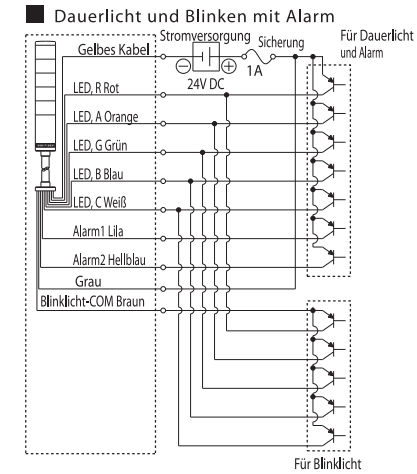 Dauerlicht und Blinken mit Alarm
Stromversorgung
Sicherung
Für Dauerlicht
und Alarm
Gelbes Kabel
24V DC
1A
LED, R Rot
LED, A Orange
LED, G Grün
LED, B Blau
LED, C Weiß
Alarm1 Lila
Alarm2 Hellblau
Grau
Blinklicht-COM Braun
Für Blinklicht